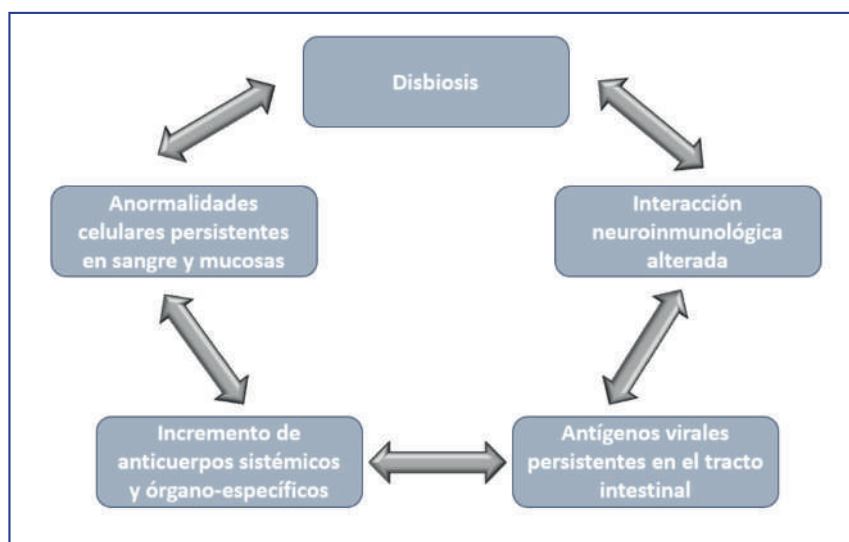 Disbiosis
Anormalidades
celulares persistentes
en sangre y mucosas
Interacción
neuroinmunológica
alterada
Incremento de
anticuerpos sistémicos
y órgano-específicos
Antígenos virales
persistentes en el tracto
intestinal